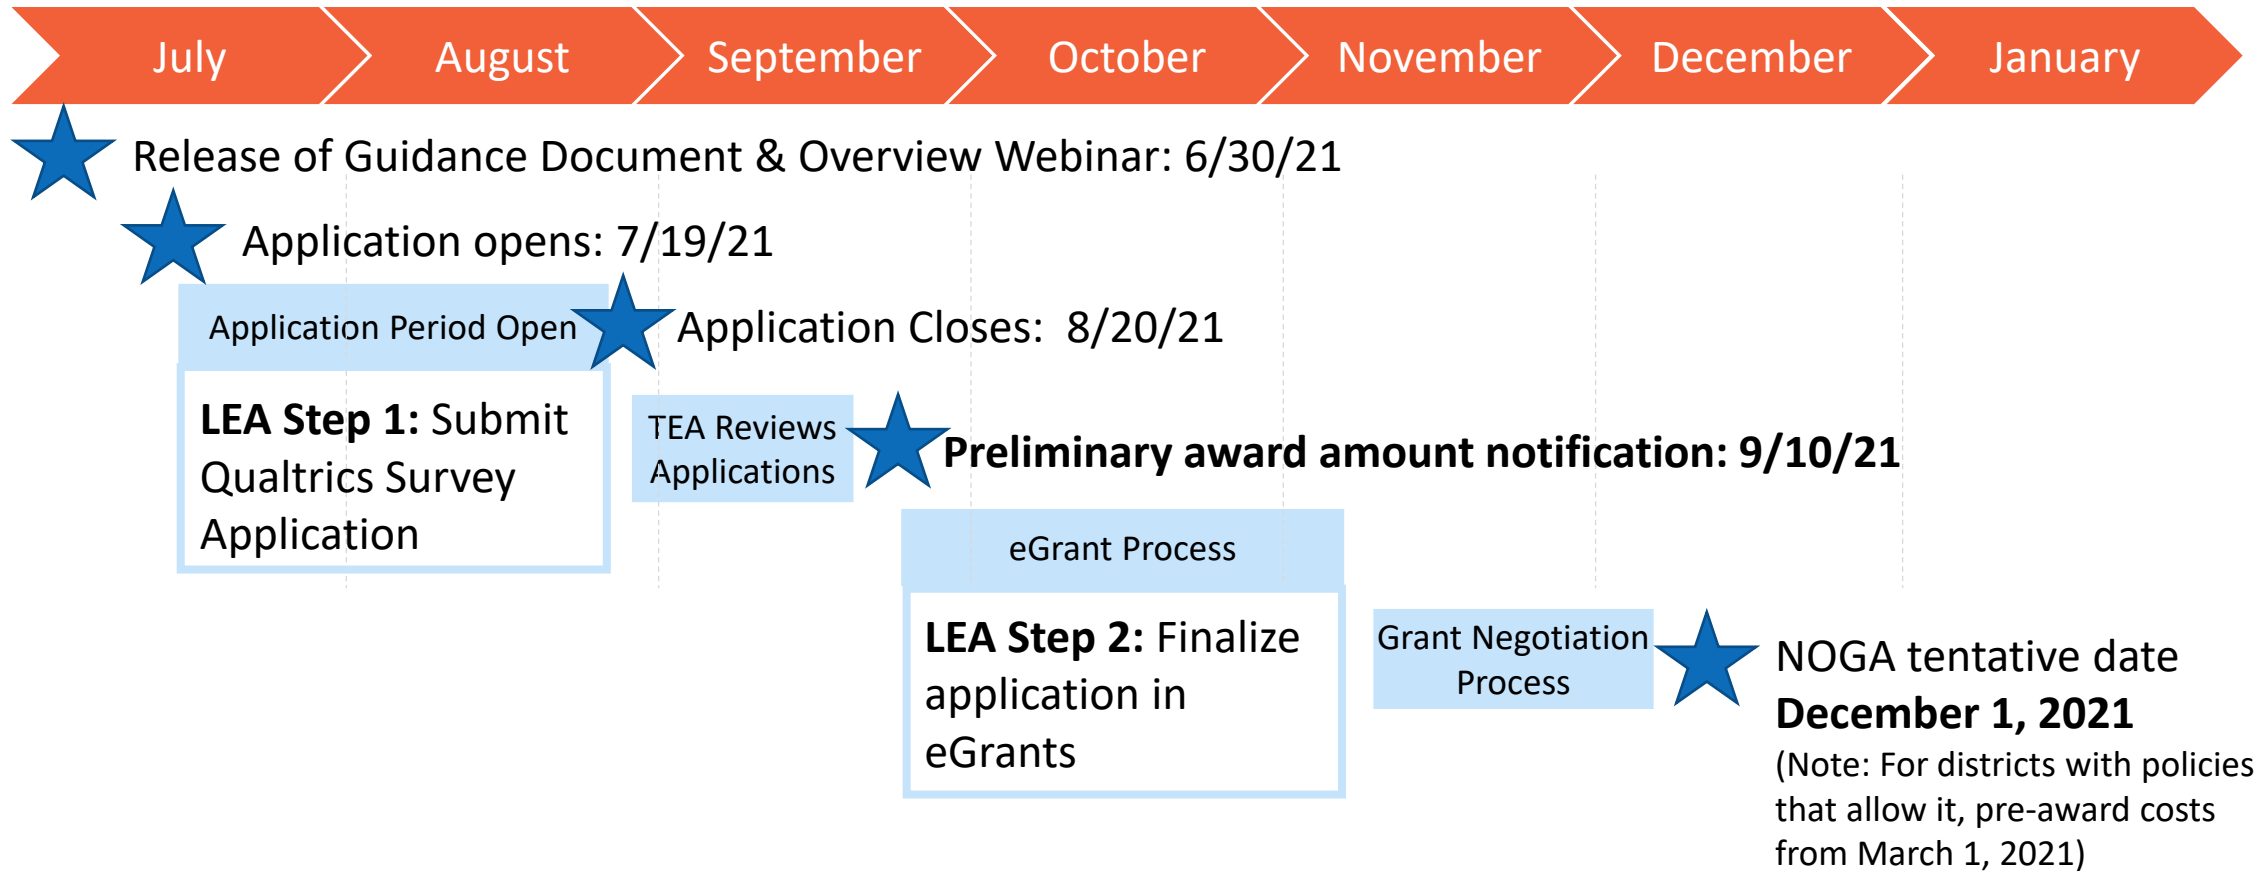 July
August
September
October
November
December
January
Release of Guidance Document & Overview Webinar: 6/30/21
Application opens: 7/19/21
Application Period Open
Application Closes:  8/20/21
LEA Step 1: Submit
Qualtrics Survey
Application
TEA Reviews
Applications
Preliminary award amount notification: 9/10/21
eGrant Process
LEA Step 2: Finalize
application in
eGrants
Grant Negotiation
Process
NOGA tentative date
December 1, 2021
(Note: For districts with policies
that allow it, pre-award costs
from March 1, 2021)